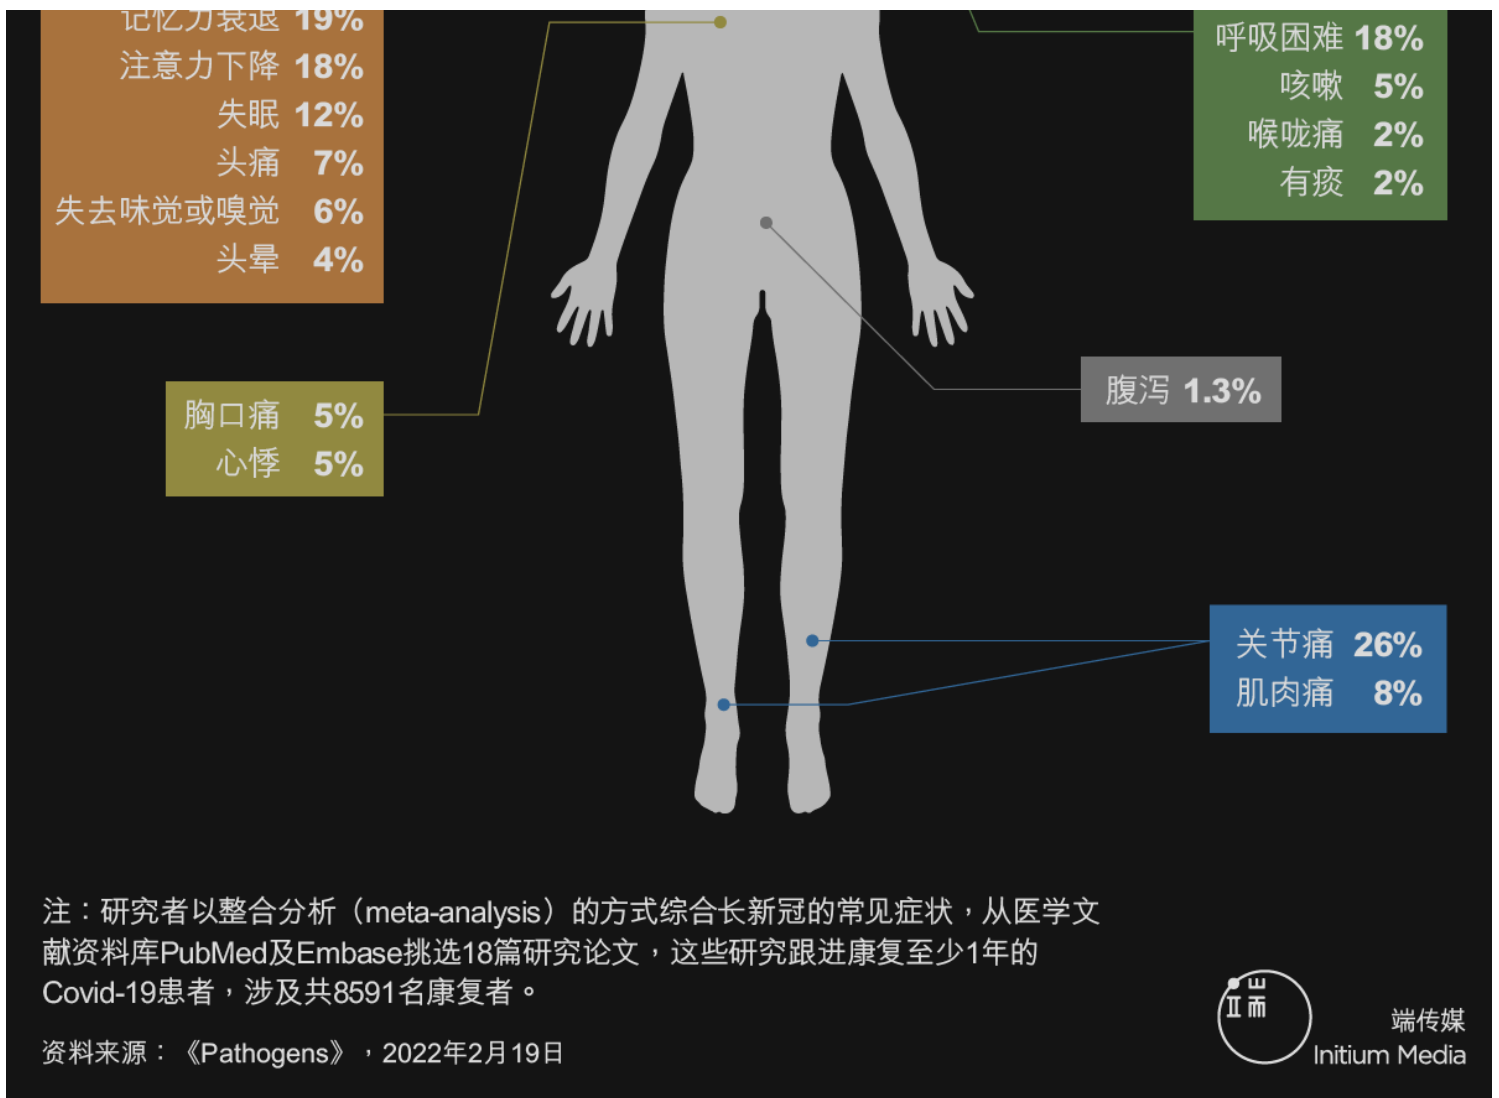 记忆力衰退 19%
注意力下降 18%
失眠 12%
头痛 7%
失去味觉或嗅觉 6%
头晕 4%
呼吸困难 18%
咳嗽 5%
喉咙痛 2%
有痰 2%
胸口痛 5%
心悸 5%
腹泻 1.3%
关节痛 26%
肌肉痛 8%
注：研究者以整合分析（meta-analysis）的方式综合长新冠的常见症状，从医学文
献资料库PubMed及Embase挑选18篇研究论文，这些研究跟进康复至少1年的
Covid-19患者，涉及共8591名康复者。
资料来源：《Pathogens》，2022年2月19日
端
端传媒
Initium Media